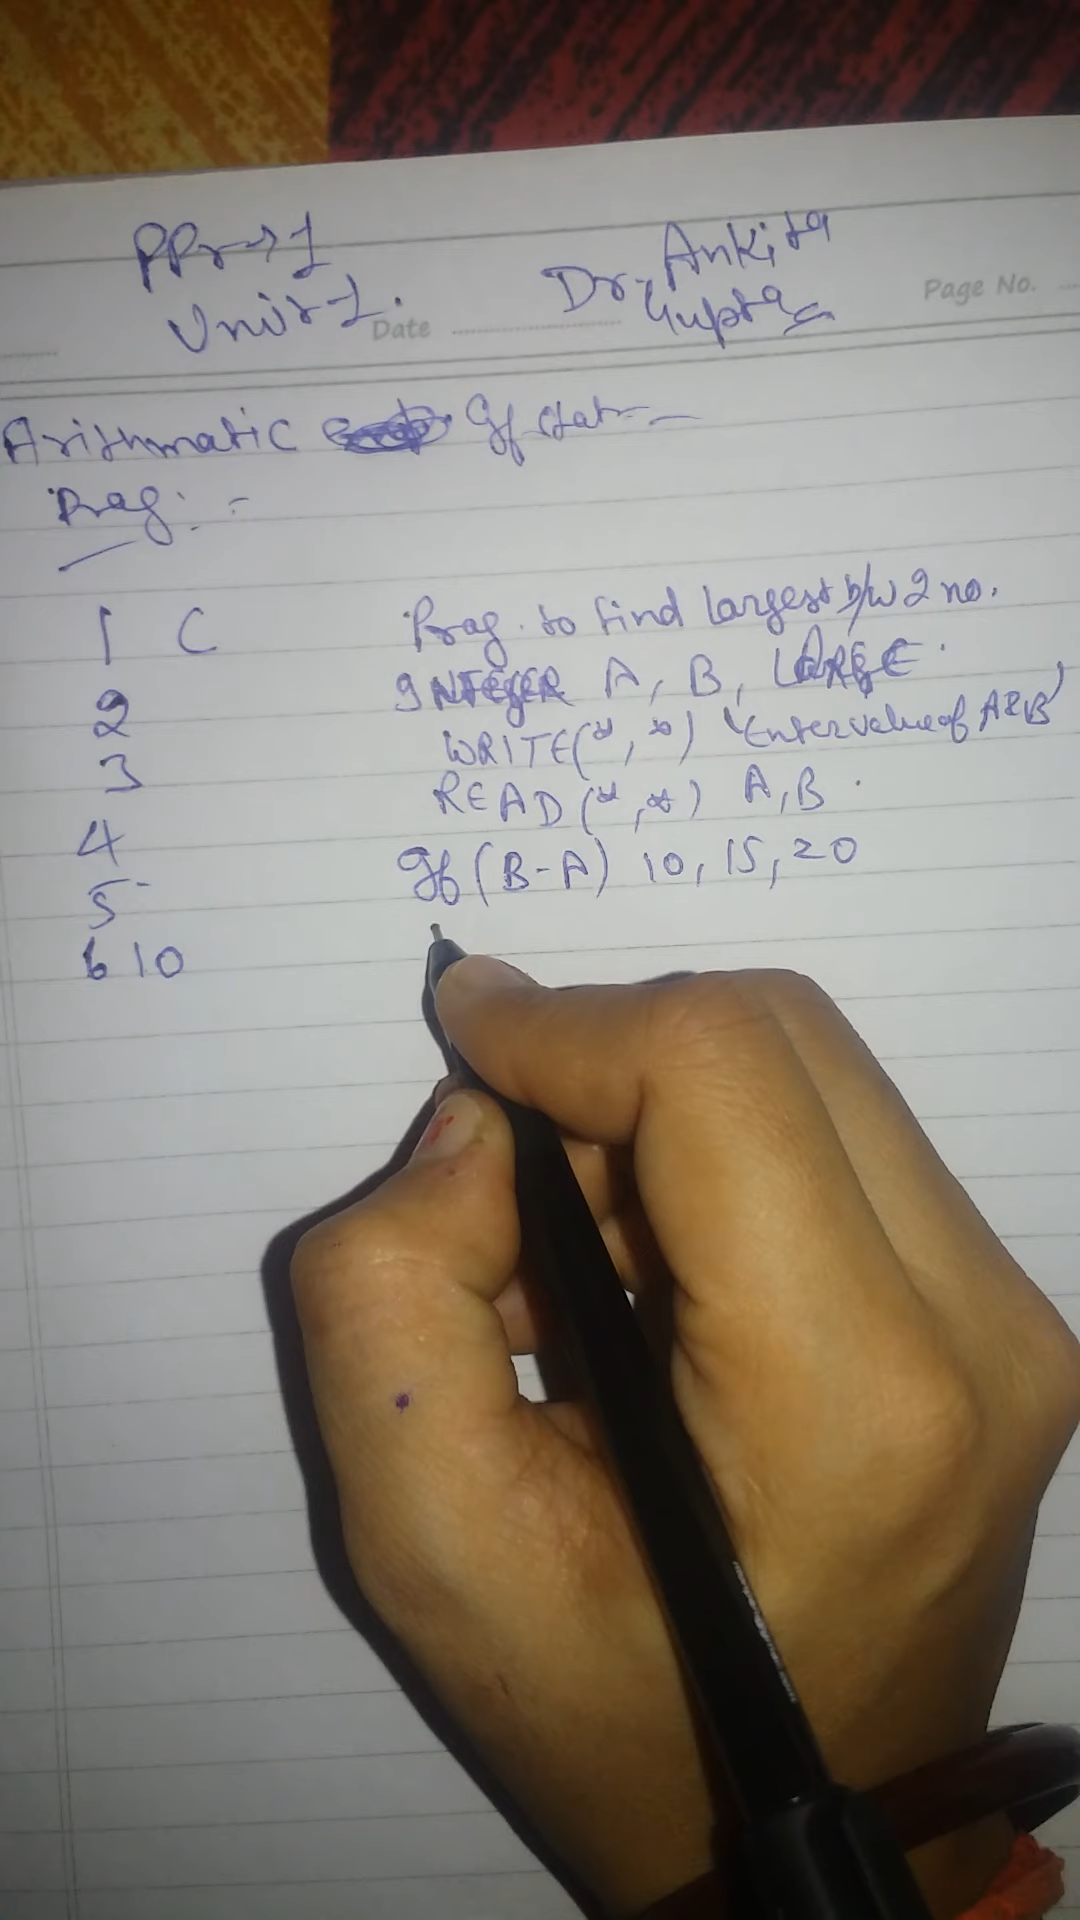 PPr→1
Unit-1.
Dr. Ankita
Gupta
Date
Page No.
Arithmatic If stat--
Prog: -
1 C Prog. to find largest b/w 2 no.
2 INTEGER A, B, LARGE.
3 WRITE(*, *) 'Enter value of A & B'
4 READ (*, *) A, B.
5 If (B-A) 10, 15, 20
6 10